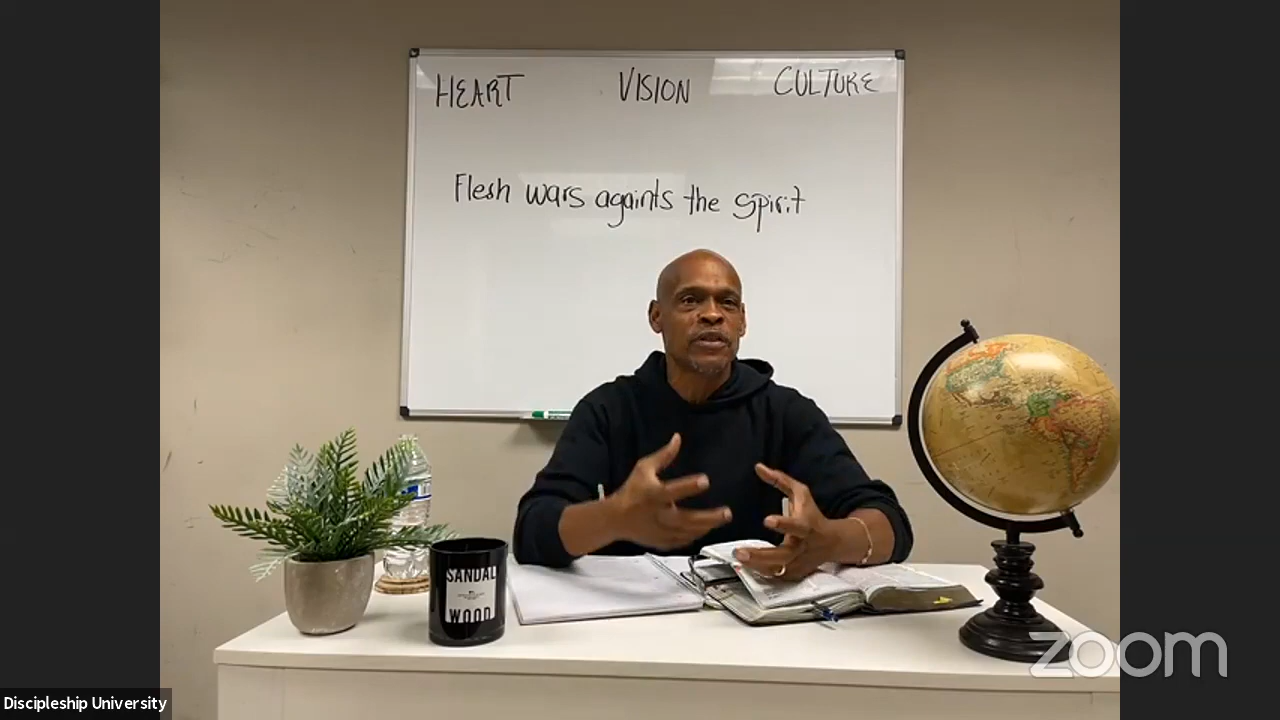 HEART VISION CULTURE
Flesh wars againts the spirit
SANDAL
WOOD
zoom
Discipleship University